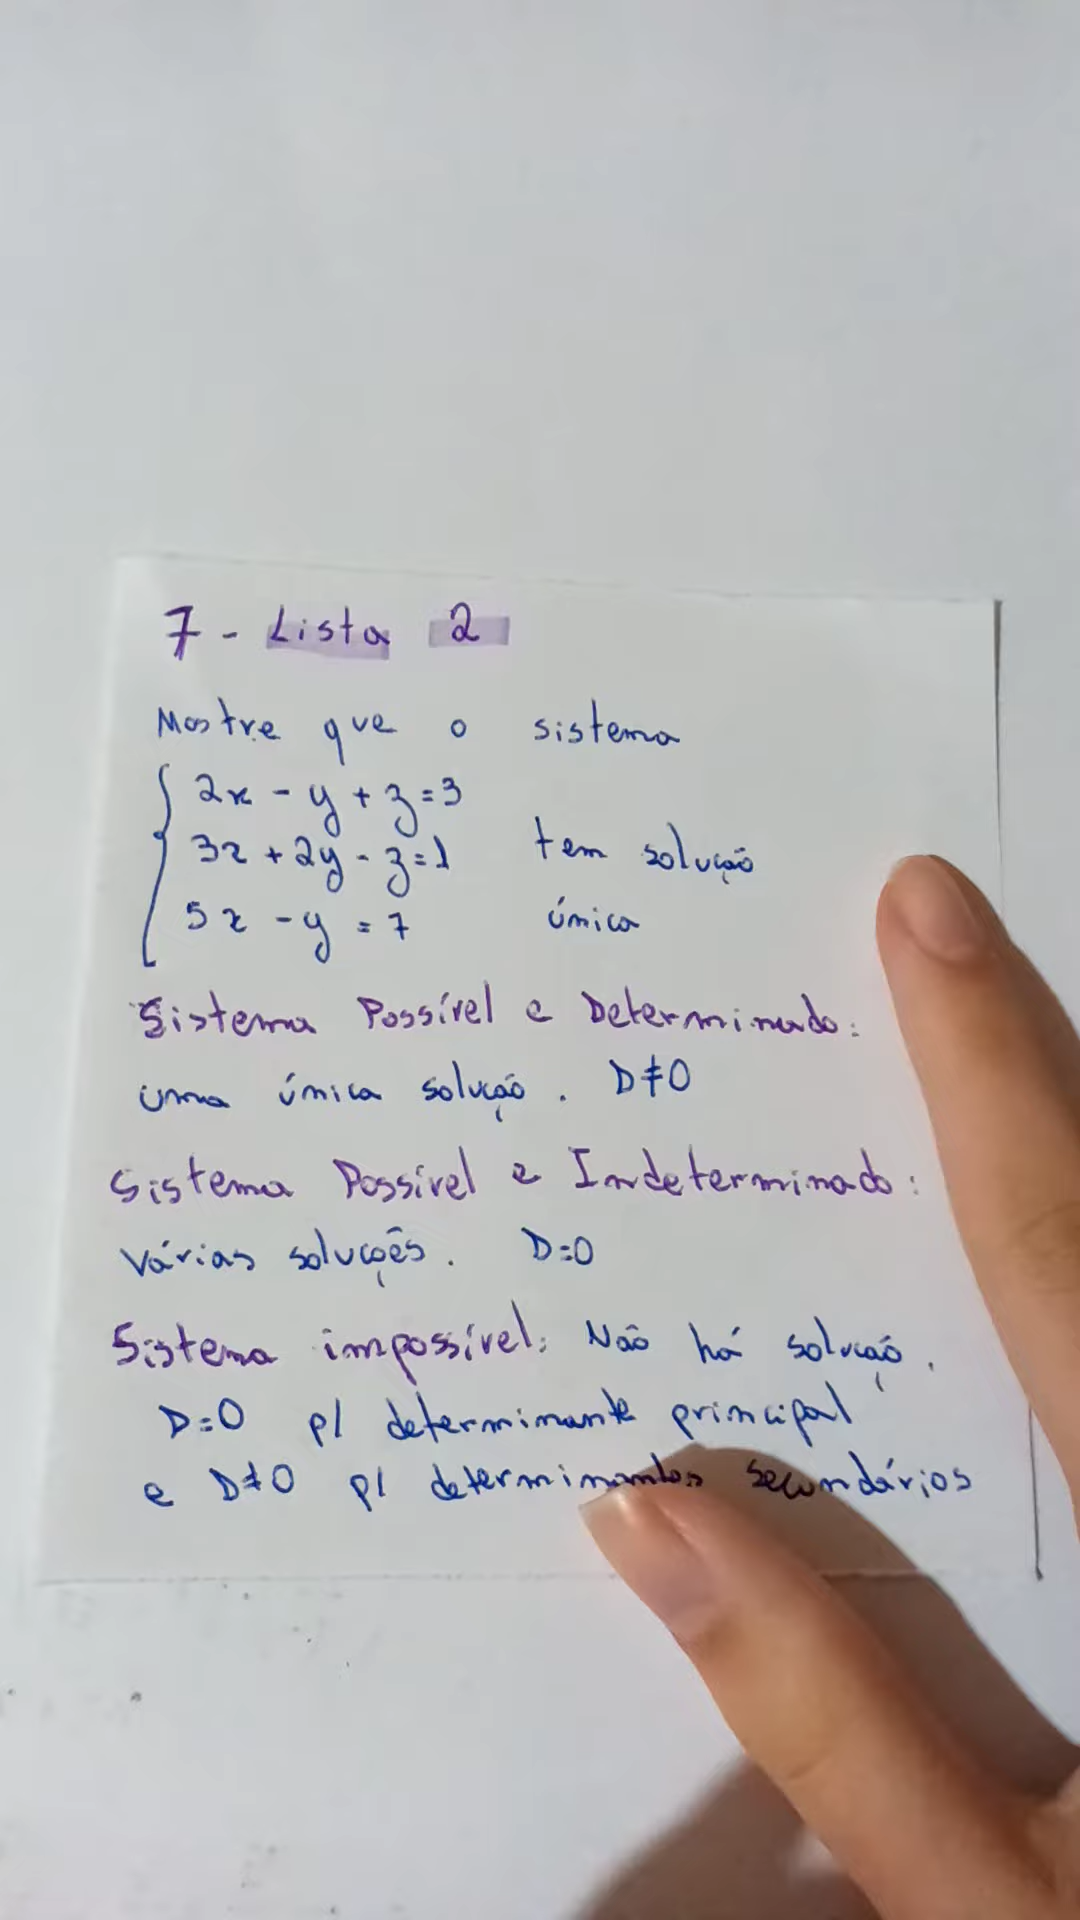 7 - Lista 2
Mostre que o sistema
2x - y + z = 3
3x + 2y - z = 1 tem solução
5x - y = 7 única
Sistema Possível e Determinado:
uma única solução. D≠0
Sistema Possível e Indeterminado:
Várias soluções. D=0
Sistema impossível: Não há solução.
D=0 p/ determinante principal
e D≠0 p/ determinantes secundários